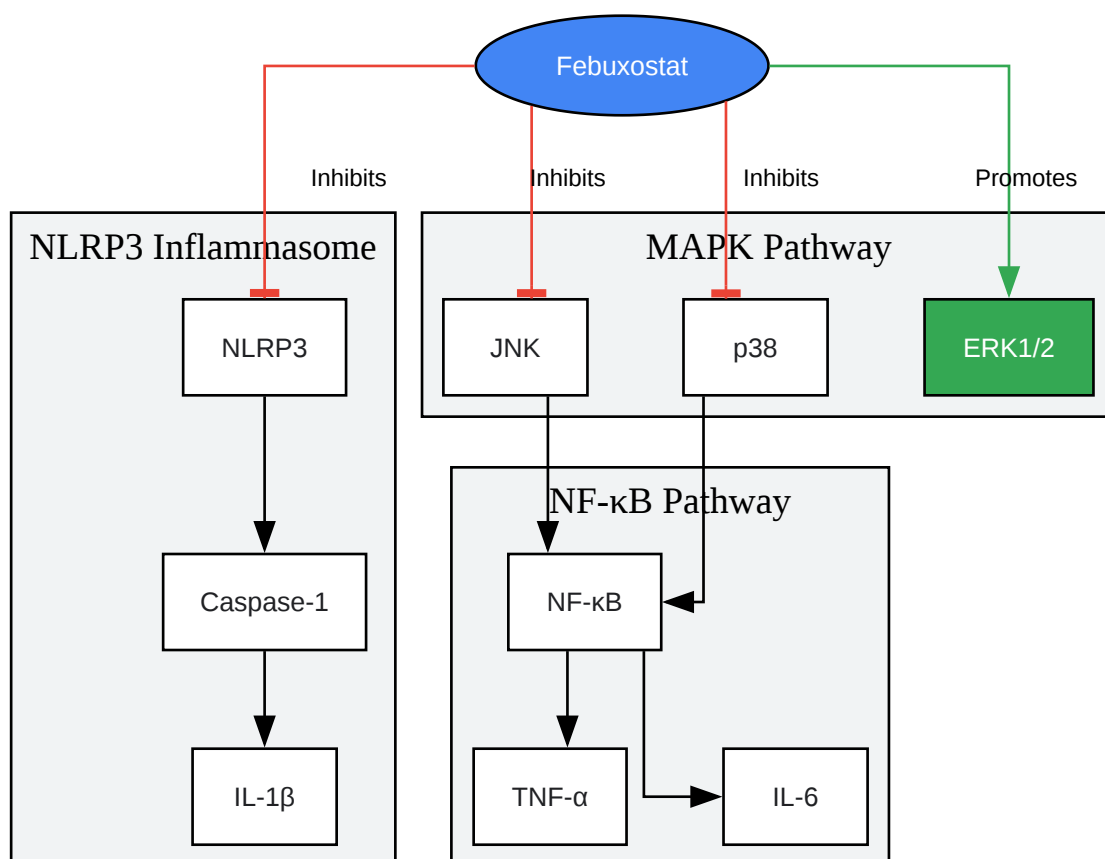 Febuxostat
Inhibits
Inhibits
Inhibits
Promotes
NLRP3 Inflammasome
MAPK Pathway
NLRP3
JNK
p38
ERK1/2
NF-κB Pathway
Caspase-1
NF-κB
IL-1β
TNF-α
IL-6